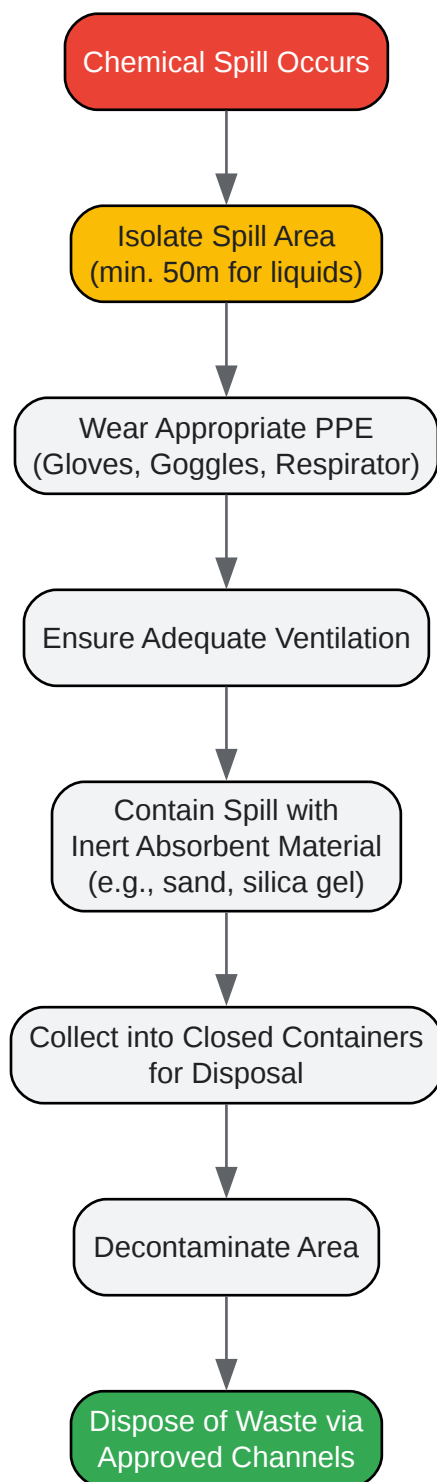 Chemical Spill Occurs
Isolate Spill Area
(min. 50m for liquids)
Wear Appropriate PPE
(Gloves, Goggles, Respirator)
Ensure Adequate Ventilation
Contain Spill with
Inert Absorbent Material
(e.g., sand, silica gel)
Collect into Closed Containers
for Disposal
Decontaminate Area
Dispose of Waste via
Approved Channels